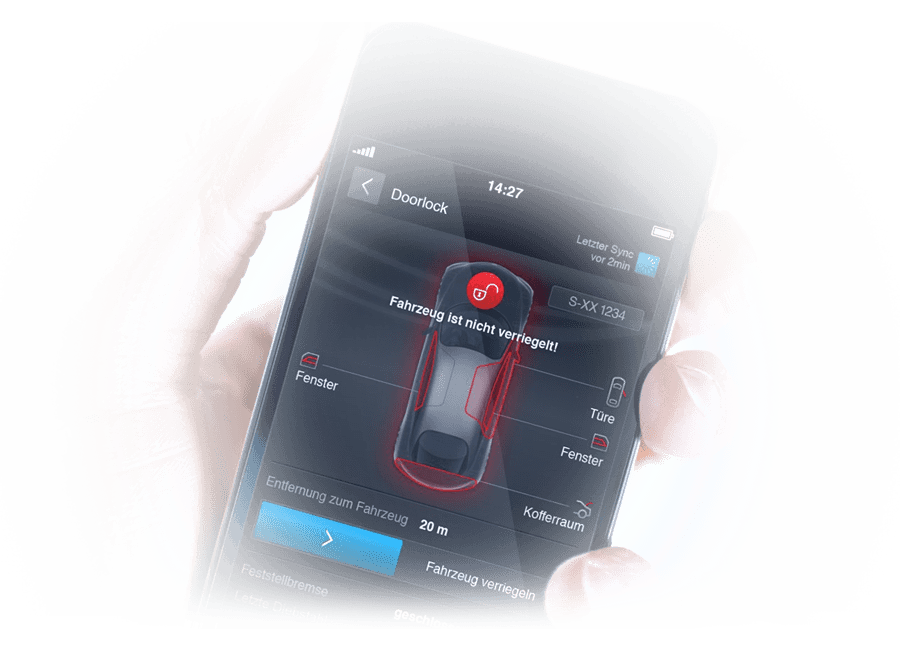 14:27
Doorlock
Letzter Sync
vor 2min
S-XX 1234
Fahrzeug ist nicht verriegelt!
Fenster
Türe
Fenster
Kofferraum
Entfernung zum Fahrzeug 20 m
Fahrzeug verriegeln
Feststellbremse
Letzte